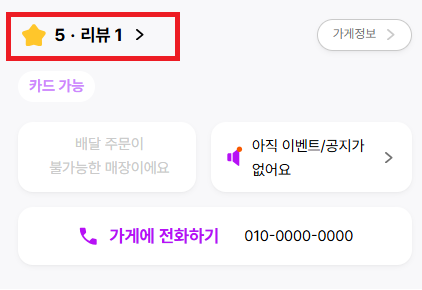 5 · 리뷰 1
가게정보
카드 가능
배달 주문이
불가능한 매장이에요
아직 이벤트/공지가
없어요
가게에 전화하기 010-0000-0000